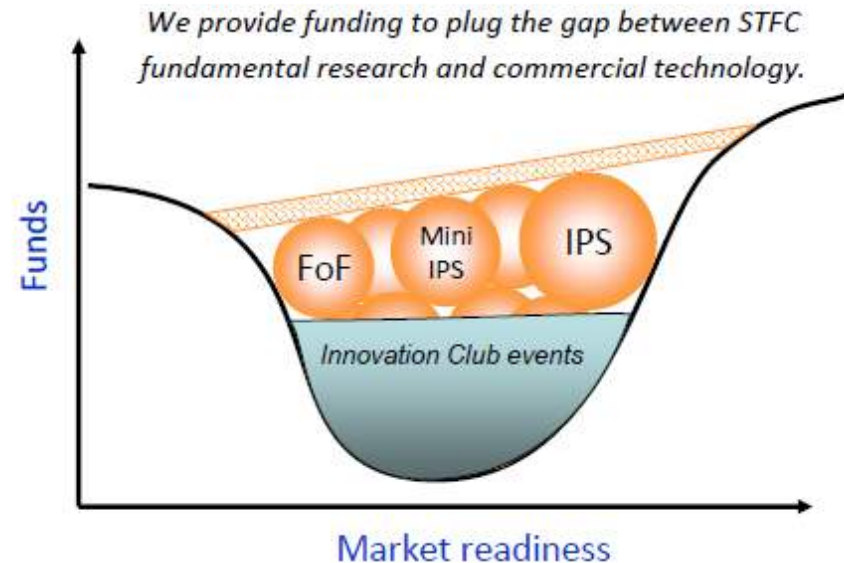 We provide funding to plug the gap between STFC
fundamental research and commercial technology.
Funds
FoF
Mini
IPS
IPS
Innovation Club events
Market readiness